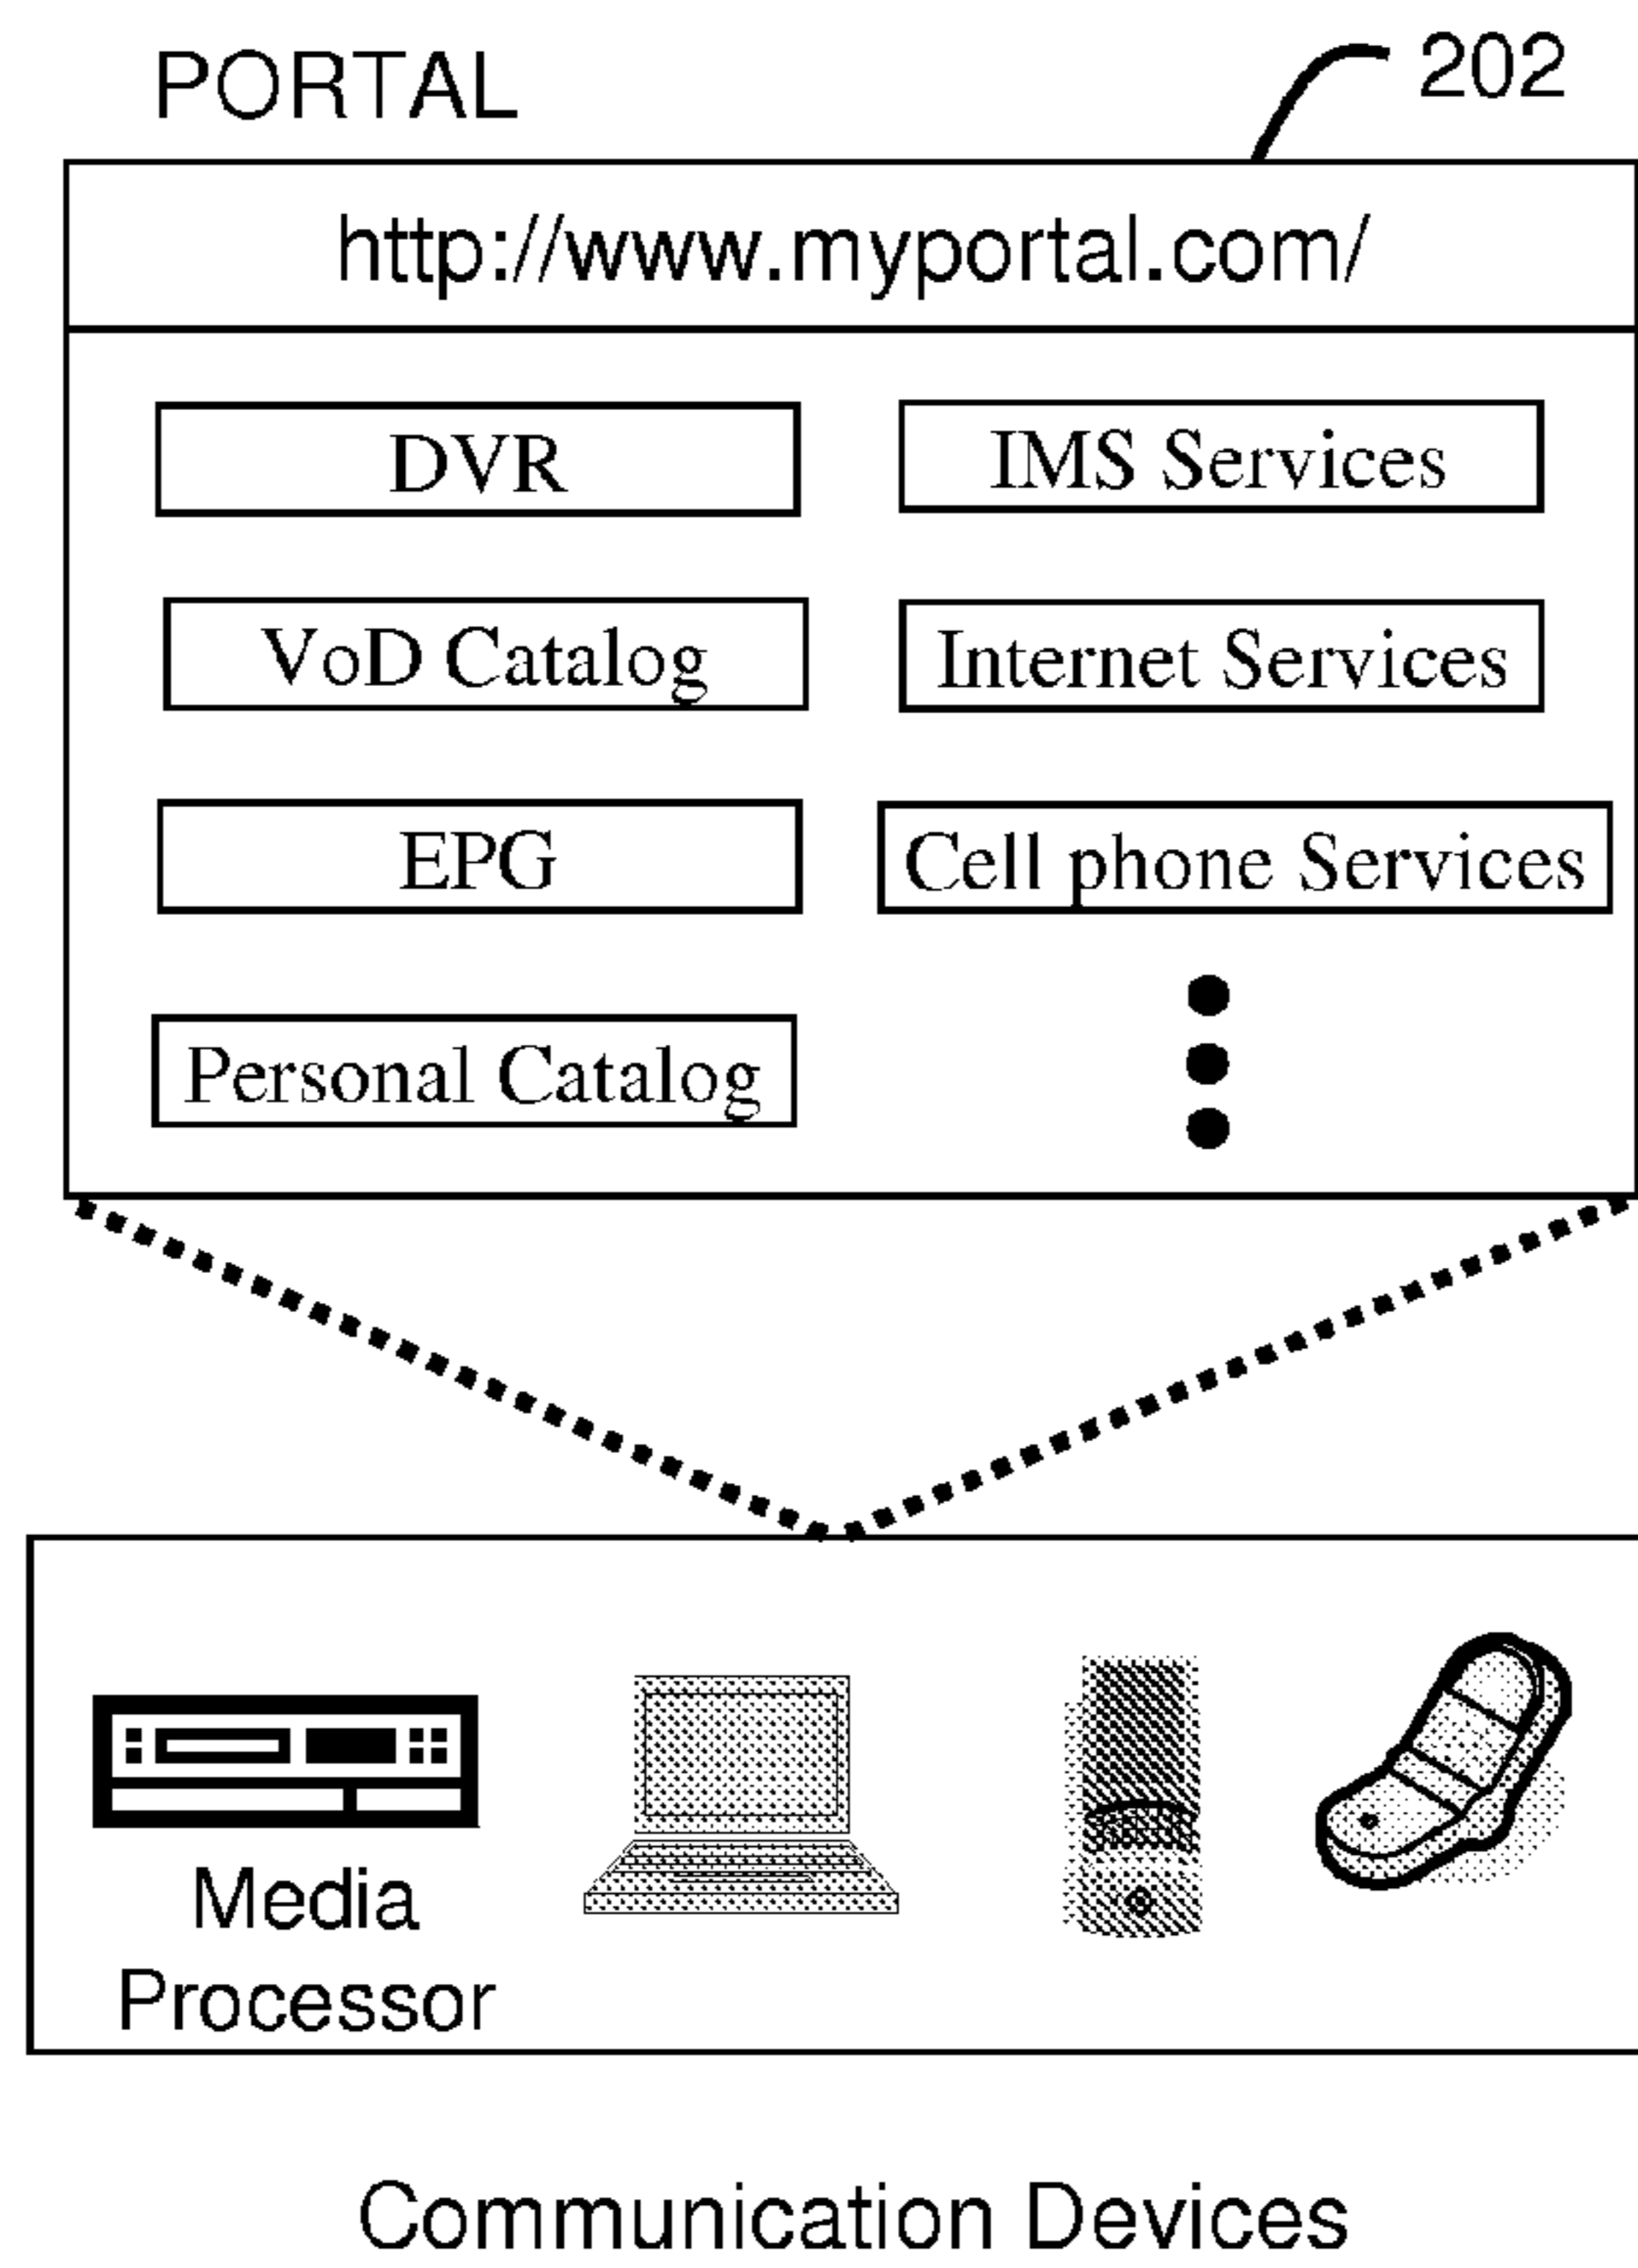 PORTAL
202
http://www.myportal.com/
DVR
IMS Services
VoD Catalog
Internet Services
EPG
Cell phone Services
Personal Catalog
Media
Processor
Communication Devices